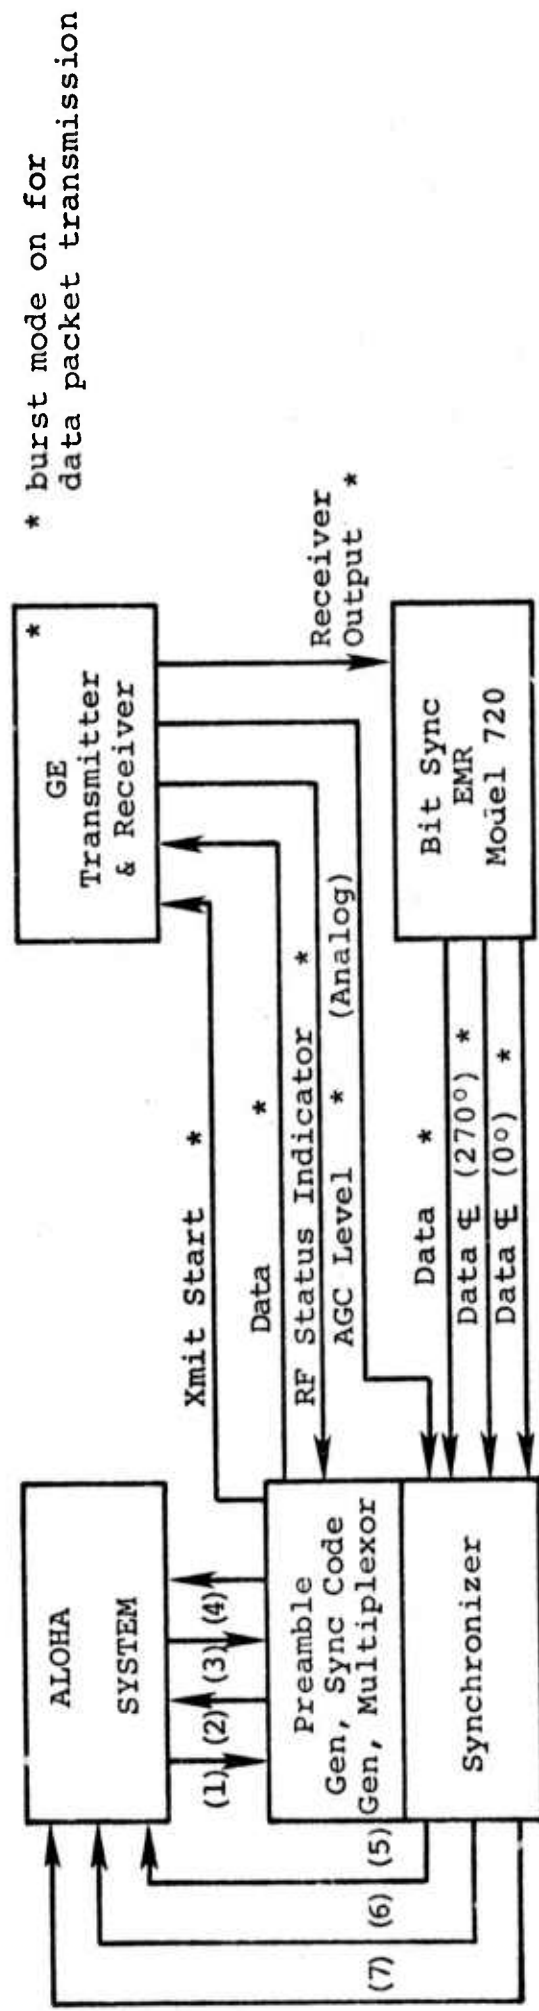 * burst mode on for
data packet transmission
*
GE
Transmitter
& Receiver
Receiver
Output *
Bit Sync
EMR
Model 720
Xmit Start *
Data *
RF Status Indicator *
AGC Level * (Analog)
Data *
Data ₵ (270°) *
Data ₵ (0°) *
ALOHA
SYSTEM
(1) (2) (3) (4)
Preamble
Gen, Sync Code
Gen, Multiplexor
Synchronizer
(5)
(6)
(7)